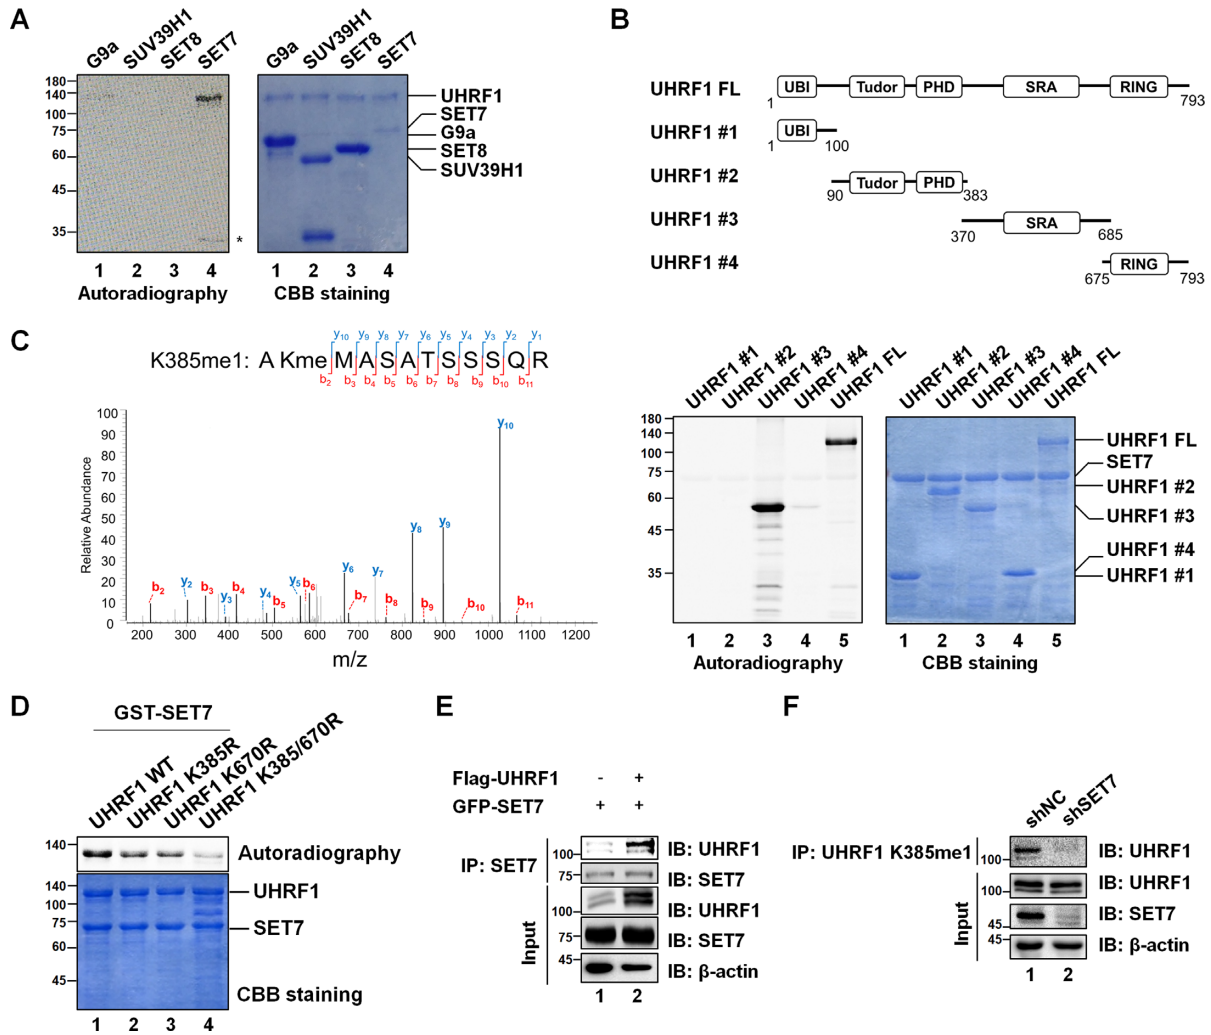 A
G9a
SUV39H1
SET8
SET7
G9a
SUV39H1
SET8
SET7
180
140
100
75
60
45
35
*
UHRF1
SET7
G9a
SET8
SUV39H1
1 2 3 4
1 2 3 4
Autoradiography
CBB staining
B
UHRF1 FL
UBI Tudor PHD SRA RING
1 793
UHRF1 #1
UBI
1 100
UHRF1 #2
Tudor PHD
90 383
UHRF1 #3
SRA
370 685
UHRF1 #4
RING
675 793
UHRF1 #1
UHRF1 #2
UHRF1 #3
UHRF1 #4
UHRF1 FL
UHRF1 #1
UHRF1 #2
UHRF1 #3
UHRF1 #4
UHRF1 FL
180
140
100
75
60
45
35
UHRF1 FL
SET7
UHRF1 #2
UHRF1 #3
UHRF1 #4
UHRF1 #1
1 2 3 4 5
1 2 3 4 5
Autoradiography
CBB staining
C
y10 y9 y8 y7 y6 y5 y4 y3 y2 y1
K385me1: A Kme M A S A T S S S Q R
b2 b3 b4 b5 b6 b7 b8 b9 b10 b11
Relative Abundance
100
90
80
70
60
50
40
30
20
10
0
b2
y2
b3
y3
b4
y4
b5
y5
b6
y6
b7
y7
b8
y8
b9
y9
b10
y10
b11
200 300 400 500 600 700 800 900 1000 1100 1200
m/z
D
GST-SET7
UHRF1 WT
UHRF1 K385R
UHRF1 K670R
UHRF1 K385/670R
140
Autoradiography
140
100
75
60
45
UHRF1
SET7
CBB staining
1 2 3 4
E
Flag-UHRF1 - +
GFP-SET7 + +
IP: SET7
100
IB: UHRF1
75
IB: SET7
Input
100
IB: UHRF1
75
IB: SET7
45
IB: β-actin
1 2
F
shNC
shSET7
IP: UHRF1 K385me1
100
IB: UHRF1
Input
100
IB: UHRF1
45
IB: SET7
45
IB: β-actin
1 2